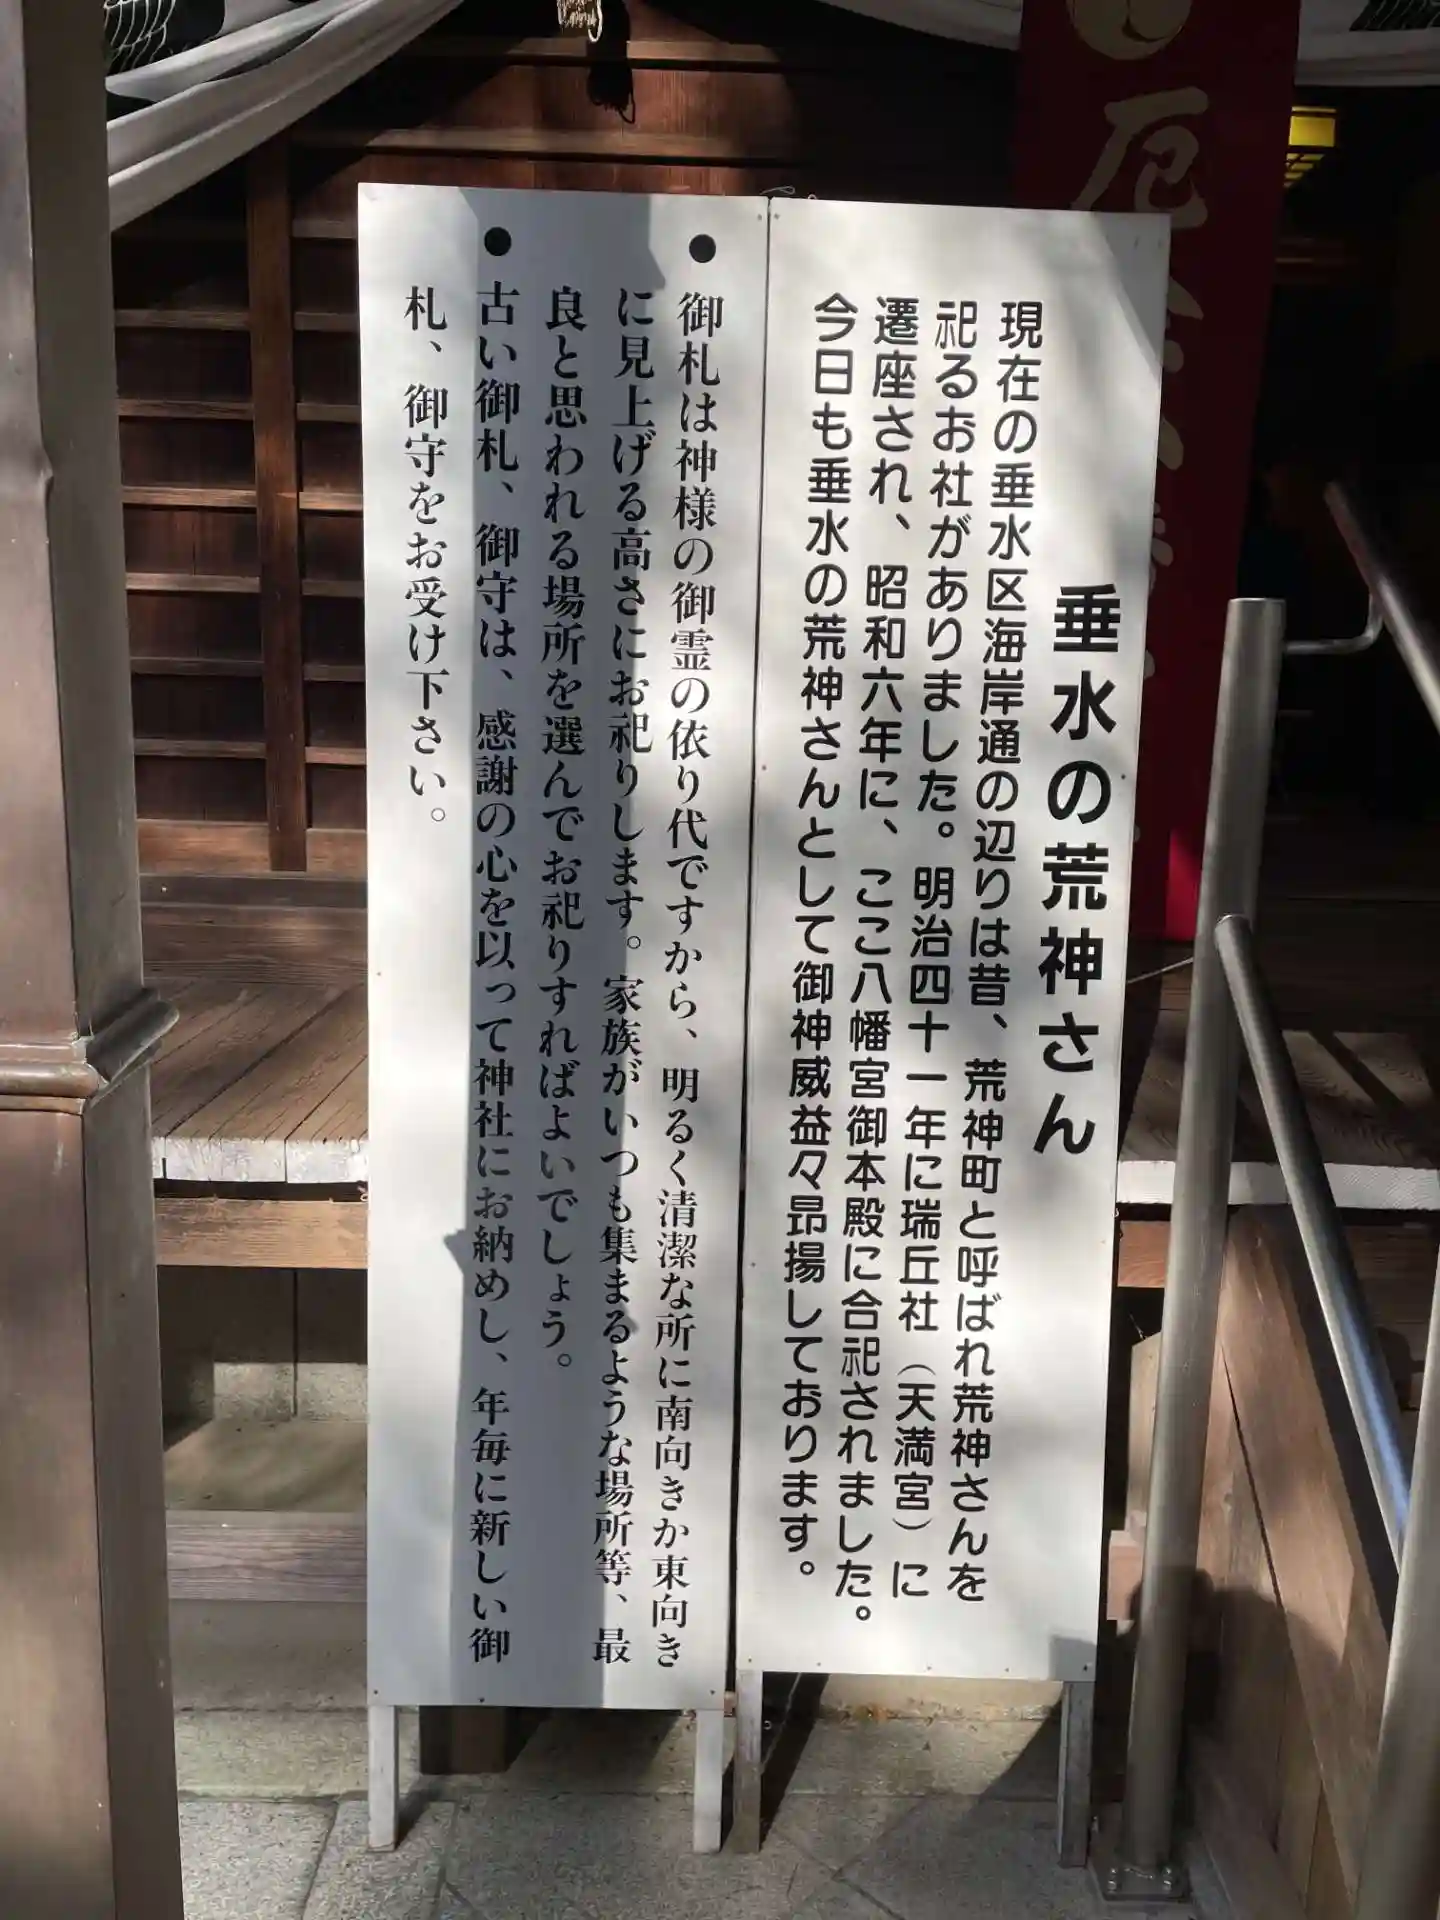 垂水の荒神さん
現在の垂水区海岸通の辺りは昔、荒神町と呼ばれ荒神さんを
祀るお社がありました。明治四十一年に瑞丘社（天満宮）に
遷座され、昭和六年に、ここ八幡宮御本殿に合祀されました。
今日も垂水の荒神さんとして御神威益々昂揚しております。
●御札は神様の御霊の依り代ですから、明るく清潔な所に南向きか東向き
に見上げる高さにお祀りします。家族がいつも集まるような場所等、最
良と思われる場所を選んでお祀りすればよいでしょう。
●古い御札、御守は、感謝の心を以って神社にお納めし、年毎に新しい御
札、御守をお受け下さい。
厄